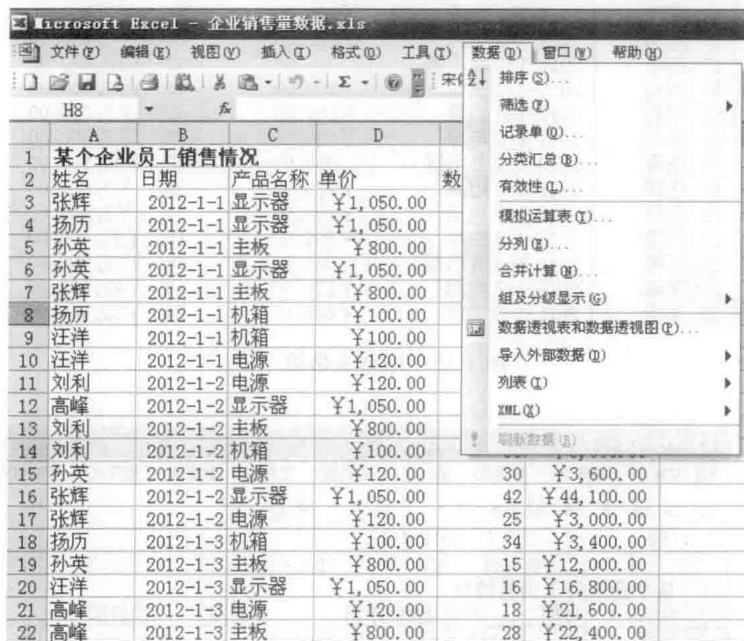 Microsoft Excel - 企业销售量数据.xls
文件(F) 编辑(E) 视图(V) 插入(I) 格式(O) 工具(T) 数据(D) 窗口(W) 帮助(H)
Σ 宋
H8 fx
A B C D
1 某个企业员工销售情况
2 姓名 日期 产品名称 单价 数
3 张辉 2012-1-1 显示器 ￥1,050.00
4 扬历 2012-1-1 显示器 ￥1,050.00
5 孙英 2012-1-1 主板 ￥800.00
6 孙英 2012-1-1 显示器 ￥1,050.00
7 张辉 2012-1-1 主板 ￥800.00
8 扬历 2012-1-1 机箱 ￥100.00
9 汪洋 2012-1-1 机箱 ￥100.00
10 汪洋 2012-1-1 电源 ￥120.00
11 刘利 2012-1-2 电源 ￥120.00
12 高峰 2012-1-2 显示器 ￥1,050.00
13 刘利 2012-1-2 主板 ￥800.00
14 刘利 2012-1-2 机箱 ￥100.00
15 孙英 2012-1-2 电源 ￥120.00 30 ￥3,600.00
16 张辉 2012-1-2 显示器 ￥1,050.00 42 ￥44,100.00
17 张辉 2012-1-2 电源 ￥120.00 25 ￥3,000.00
18 扬历 2012-1-3 机箱 ￥100.00 34 ￥3,400.00
19 孙英 2012-1-3 主板 ￥800.00 15 ￥12,000.00
20 汪洋 2012-1-3 显示器 ￥1,050.00 16 ￥16,800.00
21 高峰 2012-1-3 电源 ￥120.00 18 ￥21,600.00
22 高峰 2012-1-3 主板 ￥800.00 28 ￥22,400.00
排序(S)...
筛选(F)
记录单(O)...
分类汇总(B)...
有效性(L)...
模拟运算表(T)...
分列(E)...
合并计算(N)...
组及分级显示(G)
数据透视表和数据透视图(P)...
导入外部数据(D)
列表(I)
XML(X)
刷新数据(R)